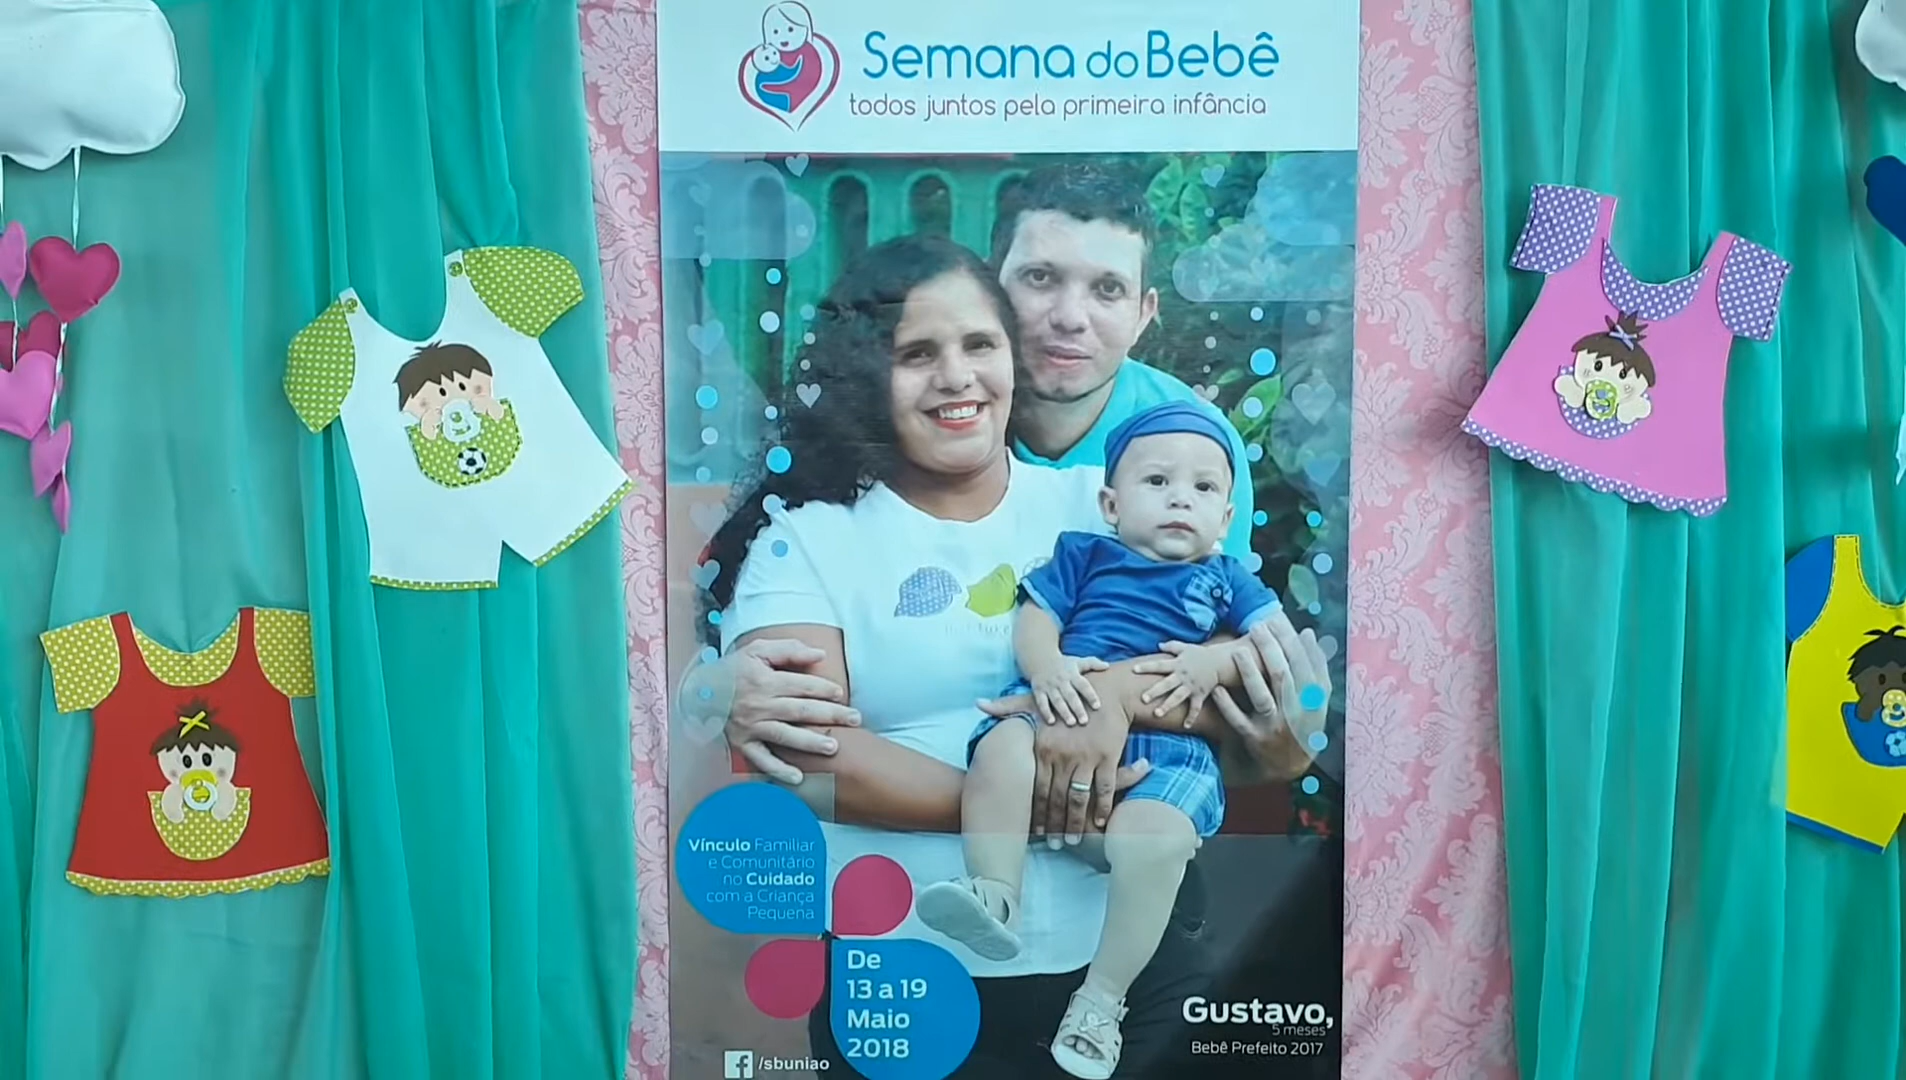 Semana do Bebê
todos juntos pela primeira infância
Vínculo Familiar
e Comunitário
no Cuidado
com a Criança
Pequena
De
13 a 19
Maio
2018
/sbuniao
Gustavo,
5 meses
Bebê Prefeito 2017